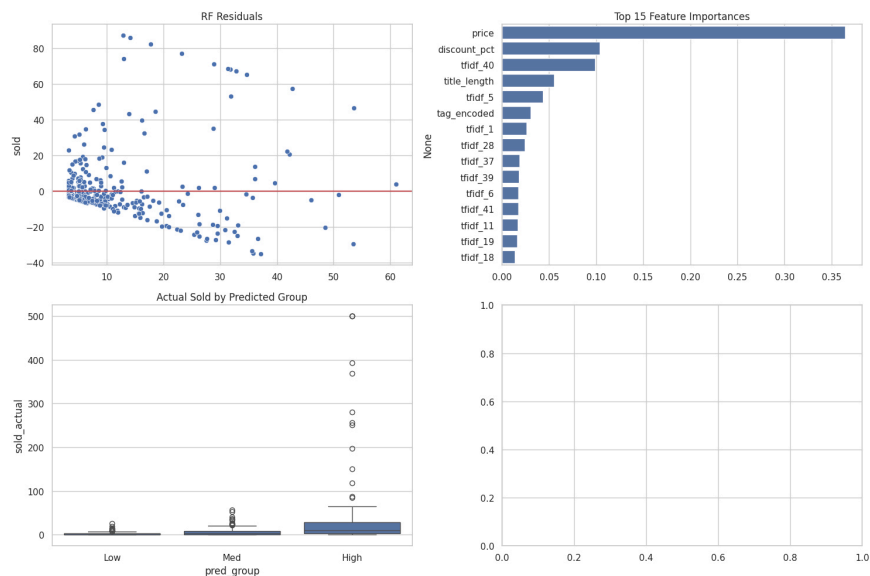 RF Residuals
80
60
40
20
0
−20
−40
sold
10 20 30 40 50 60
Top 15 Feature Importances
price
discount_pct
tfidf_40
title_length
tfidf_5
tag_encoded
tfidf_1
tfidf_28
tfidf_37
tfidf_39
tfidf_6
tfidf_41
tfidf_11
tfidf_19
tfidf_18
None
0.00 0.05 0.10 0.15 0.20 0.25 0.30 0.35
Actual Sold by Predicted Group
500
400
300
200
100
0
sold_actual
Low Med High
pred_group
1.0
0.8
0.6
0.4
0.2
0.0
0.0 0.2 0.4 0.6 0.8 1.0